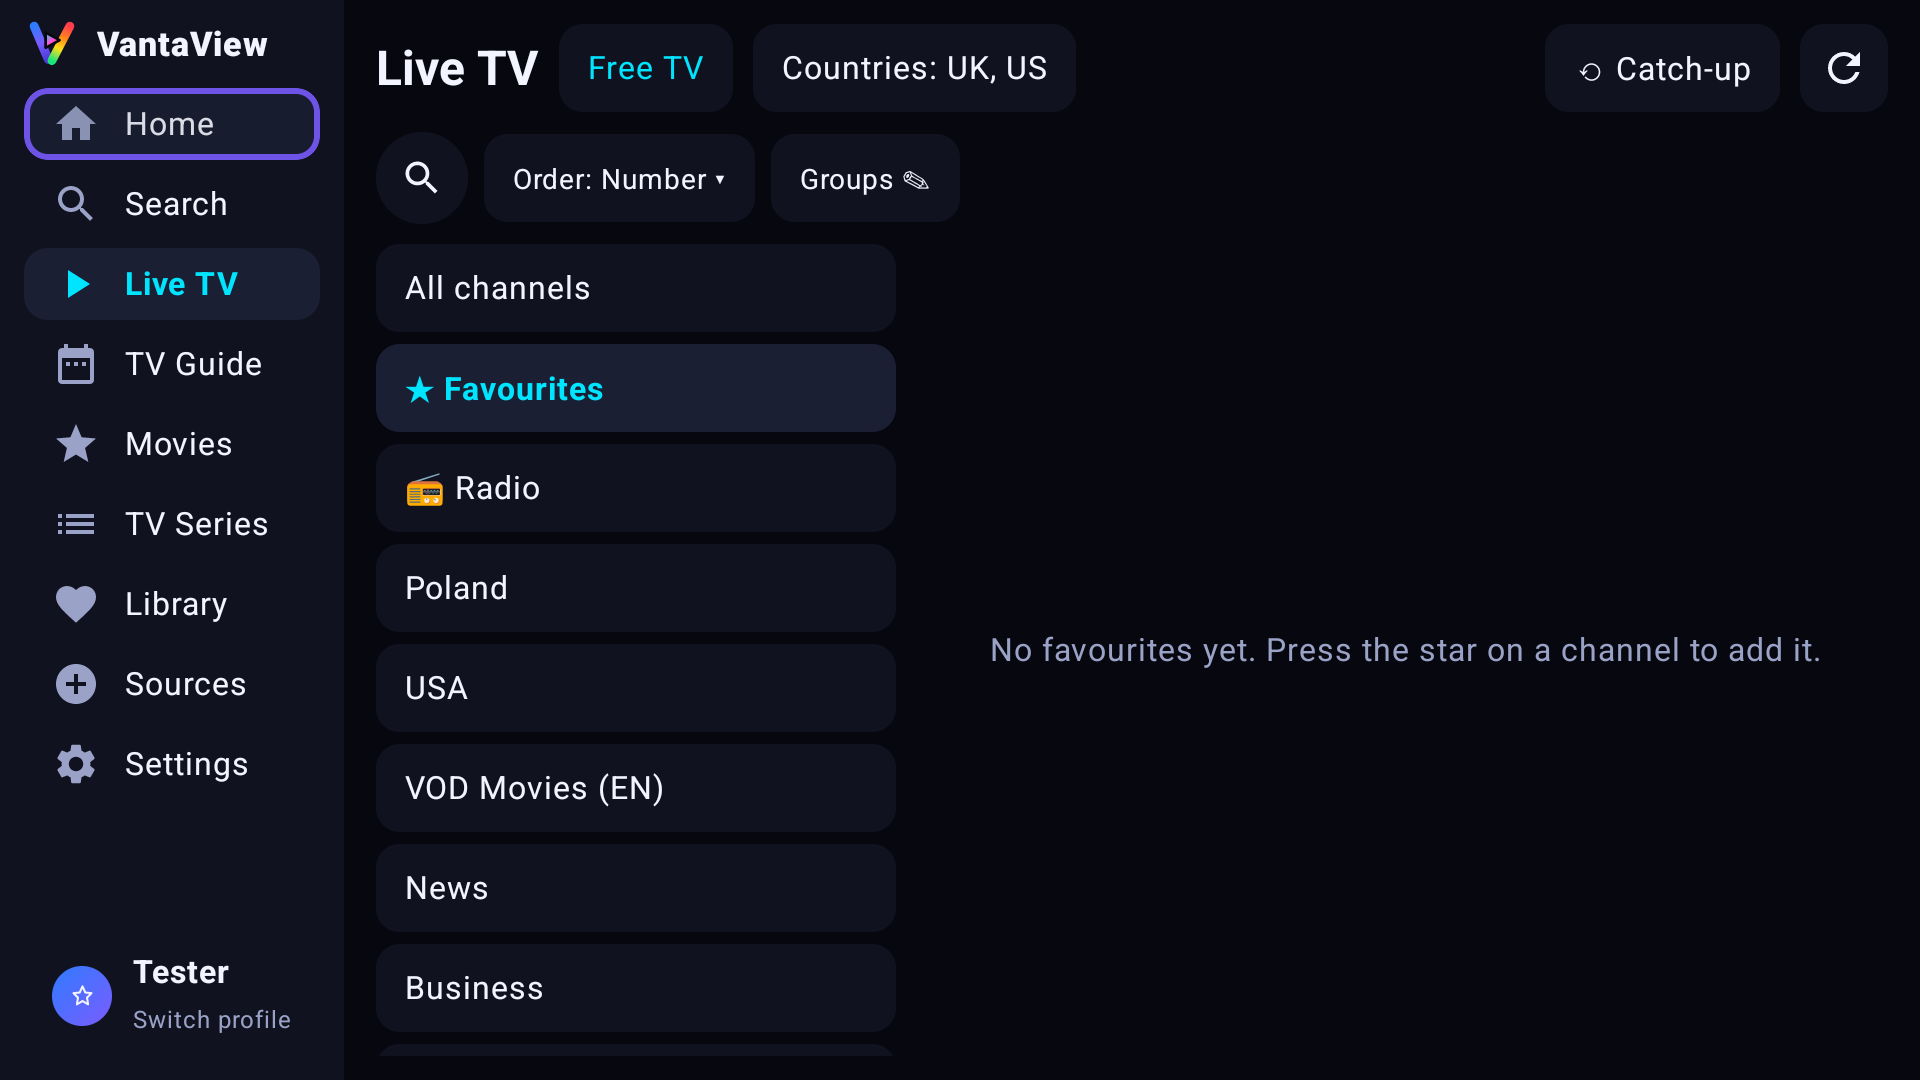 VantaView
Home
Search
Live TV
TV Guide
Movies
TV Series
Library
Sources
Settings
Tester
Switch profile
Live TV
Free TV
Countries: UK, US
⟲ Catch-up
Order: Number ▾
Groups ✎
All channels
★ Favourites
📻 Radio
Poland
USA
VOD Movies (EN)
News
Business
No favourites yet. Press the star on a channel to add it.